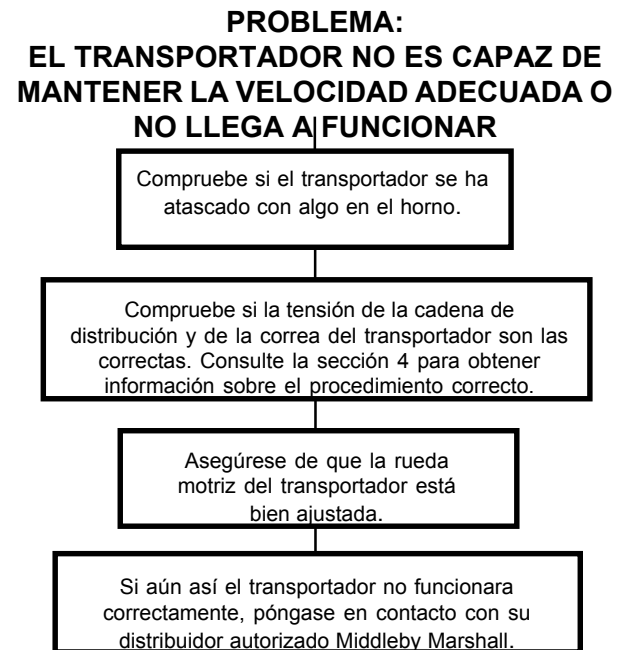 PROBLEMA:
EL TRANSPORTADOR NO ES CAPAZ DE
MANTENER LA VELOCIDAD ADECUADA O
NO LLEGA A FUNCIONAR
Compruebe si el transportador se ha
atascado con algo en el horno.
Compruebe si la tensión de la cadena de
distribución y de la correa del transportador son las
correctas. Consulte la sección 4 para obtener
información sobre el procedimiento correcto.
Asegúrese de que la rueda
motriz del transportador está
bien ajustada.
Si aún así el transportador no funcionara
correctamente, póngase en contacto con su
distribuidor autorizado Middleby Marshall.